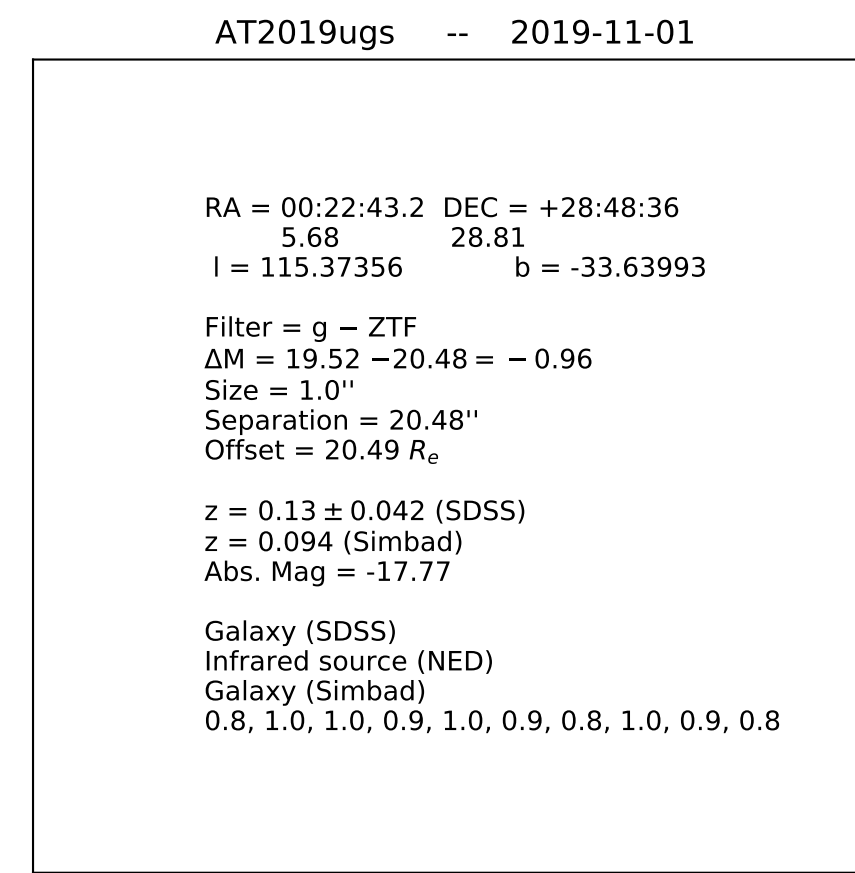 AT2019ugs -- 2019-11-01
RA = 00:22:43.2 DEC = +28:48:36
5.68 28.81
l = 115.37356 b = -33.63993
Filter = g − ZTF
ΔM = 19.52 −20.48 = − 0.96
Size = 1.0''
Separation = 20.48''
Offset = 20.49 Re
z = 0.13 ± 0.042 (SDSS)
z = 0.094 (Simbad)
Abs. Mag = -17.77
Galaxy (SDSS)
Infrared source (NED)
Galaxy (Simbad)
0.8, 1.0, 1.0, 0.9, 1.0, 0.9, 0.8, 1.0, 0.9, 0.8